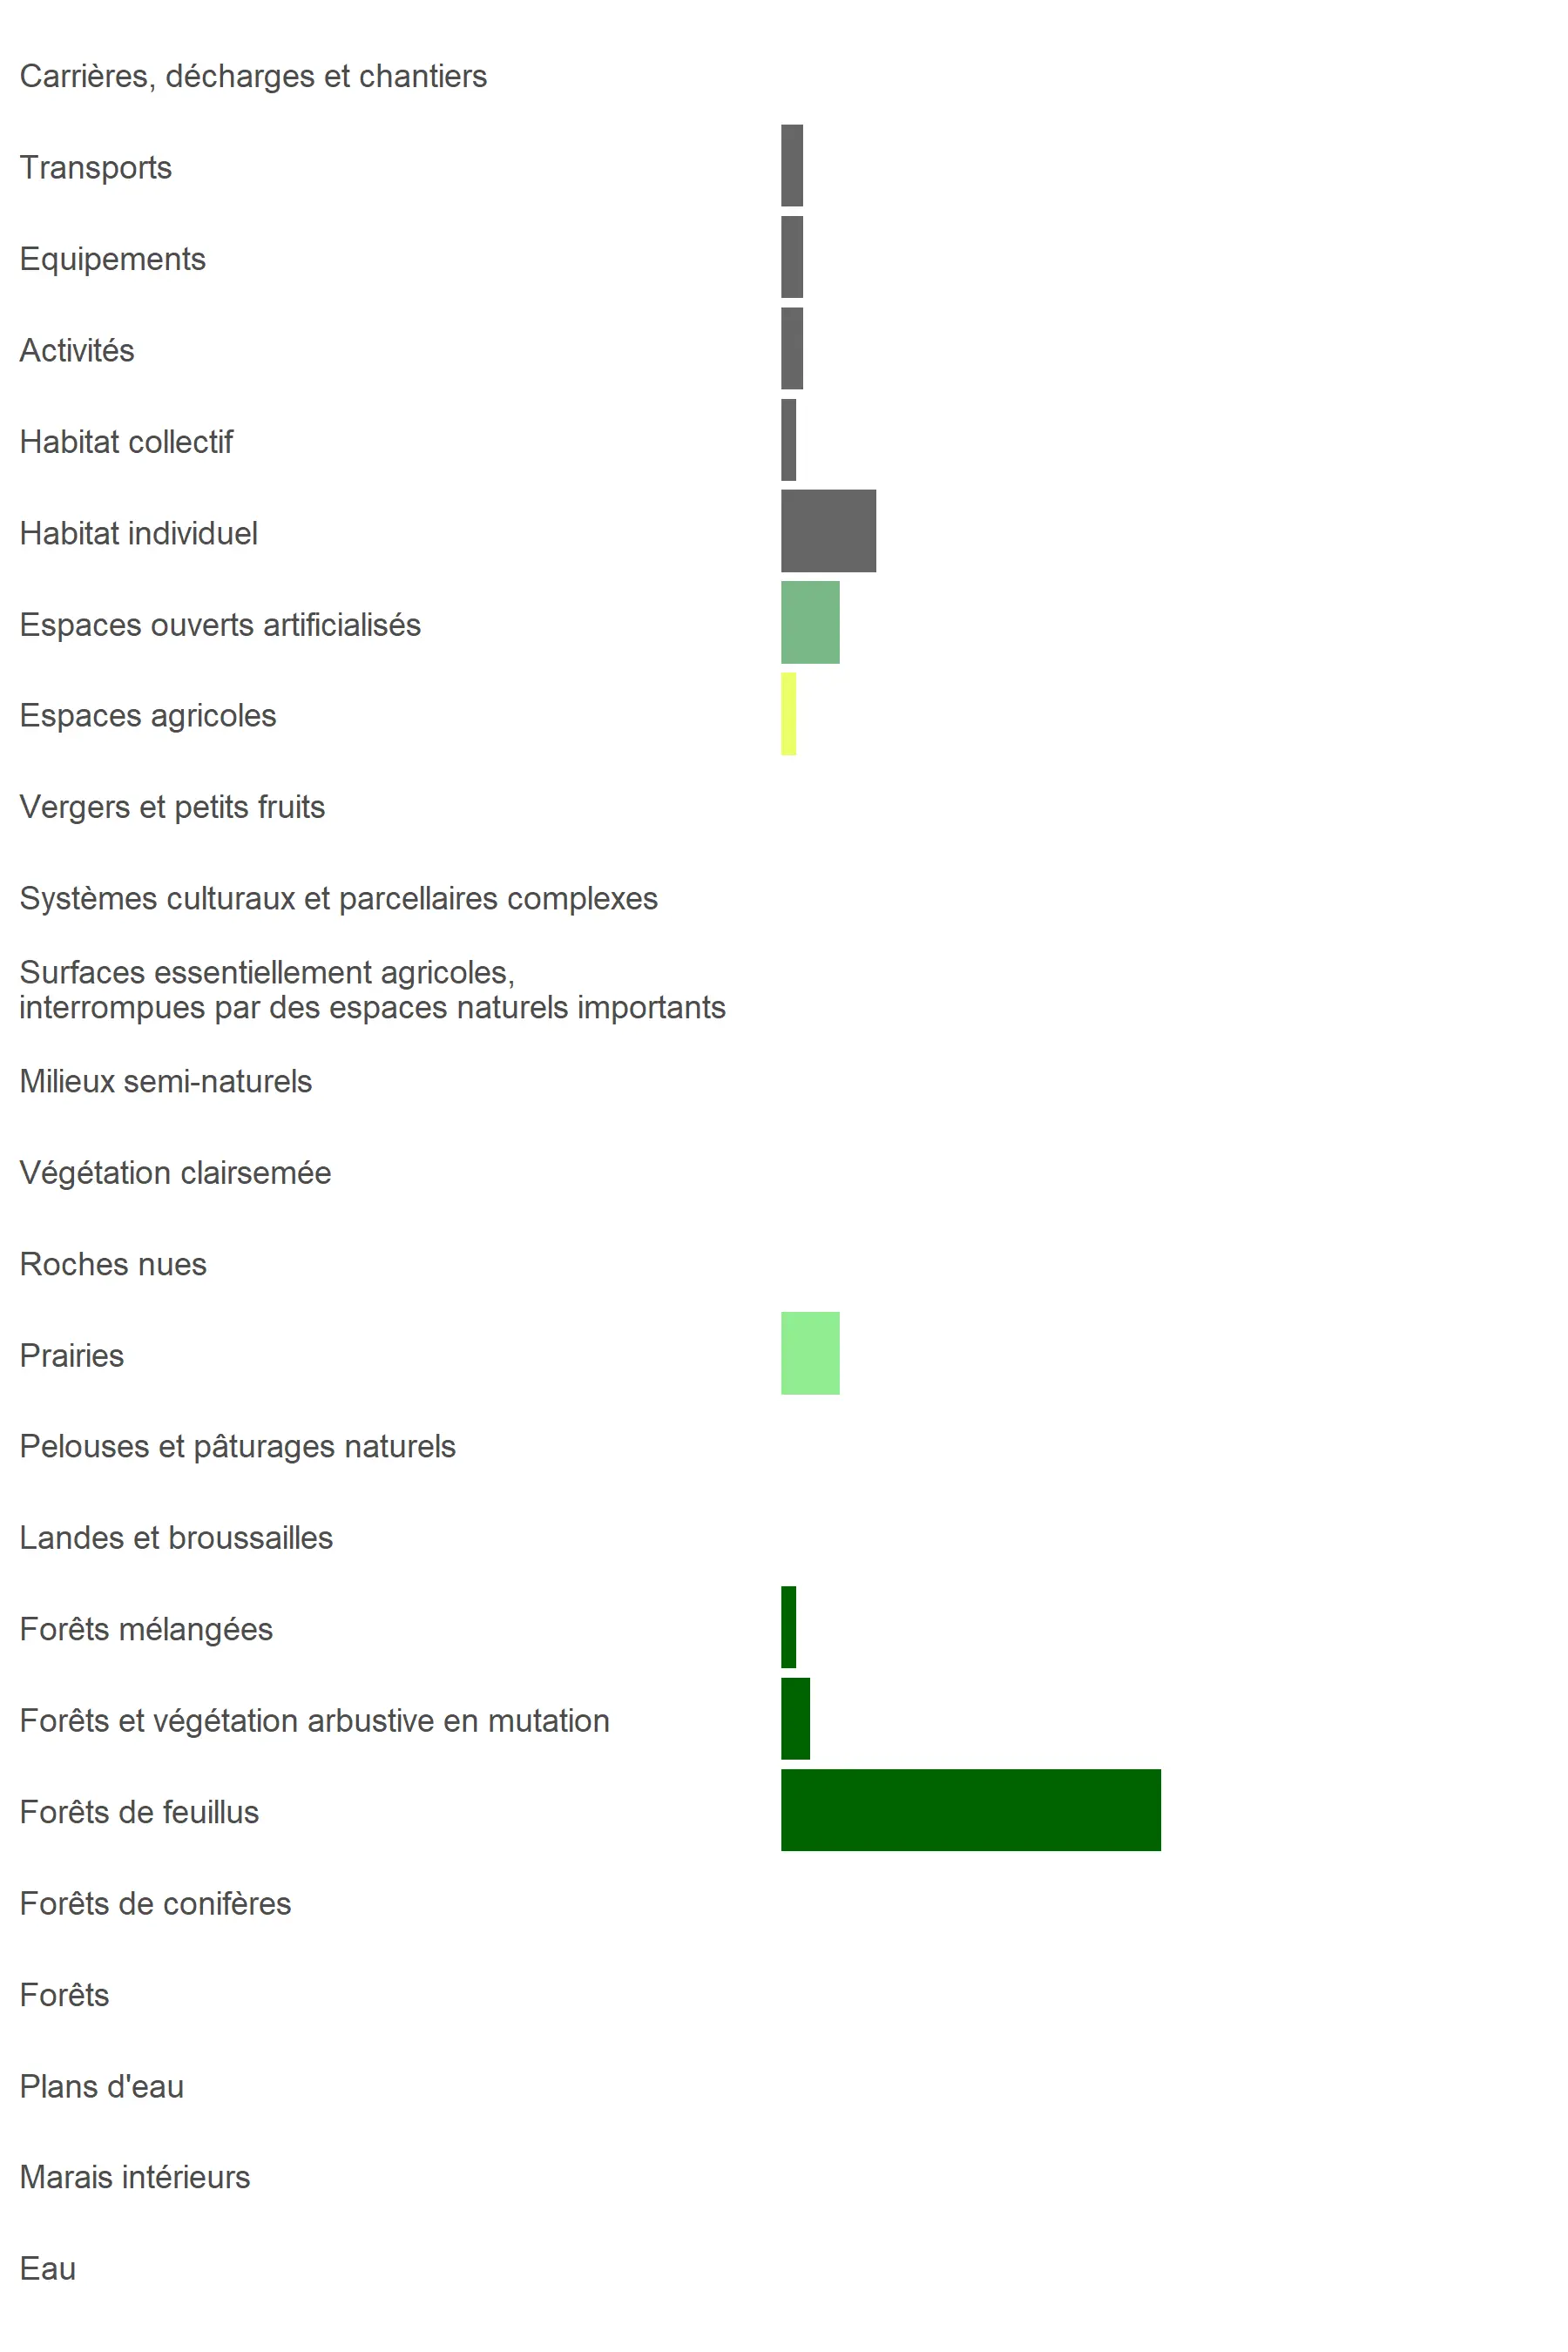 Carrières, décharges et chantiers
Transports
Equipements
Activités
Habitat collectif
Habitat individuel
Espaces ouverts artificialisés
Espaces agricoles
Vergers et petits fruits
Systèmes culturaux et parcellaires complexes
Surfaces essentiellement agricoles,
interrompues par des espaces naturels importants
Milieux semi-naturels
Végétation clairsemée
Roches nues
Prairies
Pelouses et pâturages naturels
Landes et broussailles
Forêts mélangées
Forêts et végétation arbustive en mutation
Forêts de feuillus
Forêts de conifères
Forêts
Plans d'eau
Marais intérieurs
Eau